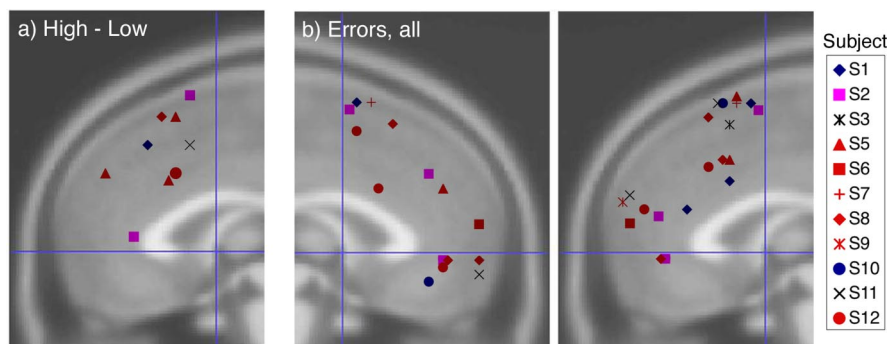 a) High - Low
b) Errors, all
Subject
S1
S2
S3
S5
S6
S7
S8
S9
S10
S11
S12